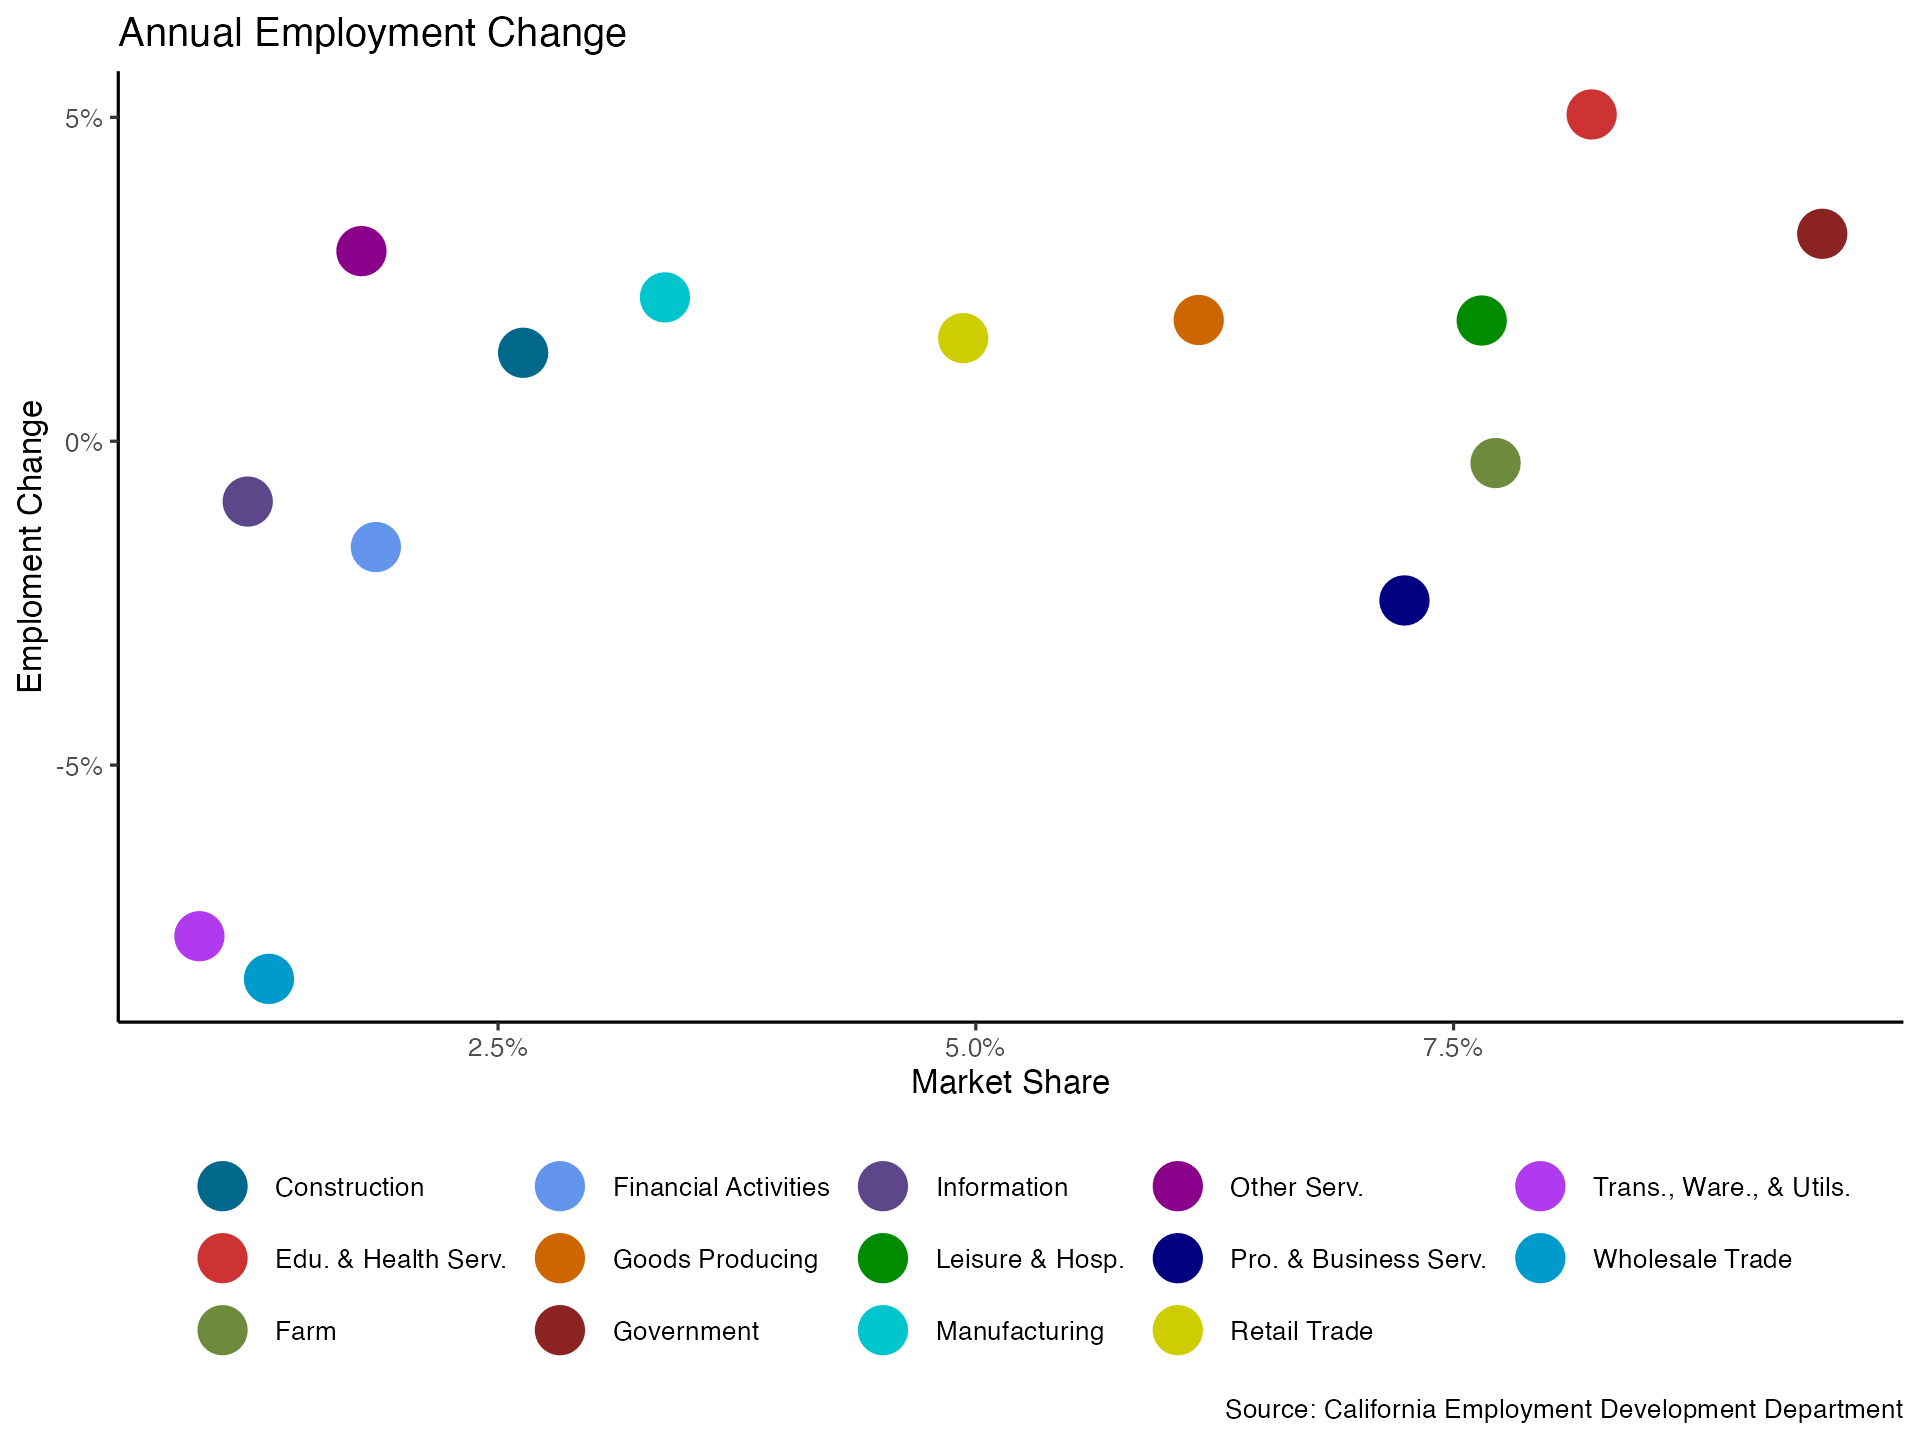 Annual Employment Change
5%
0%
-5%
Emploment Change
2.5% 5.0% 7.5%
Market Share
Construction Financial Activities Information Other Serv. Trans., Ware., & Utils.
Edu. & Health Serv. Goods Producing Leisure & Hosp. Pro. & Business Serv. Wholesale Trade
Farm Government Manufacturing Retail Trade
Source: California Employment Development Department